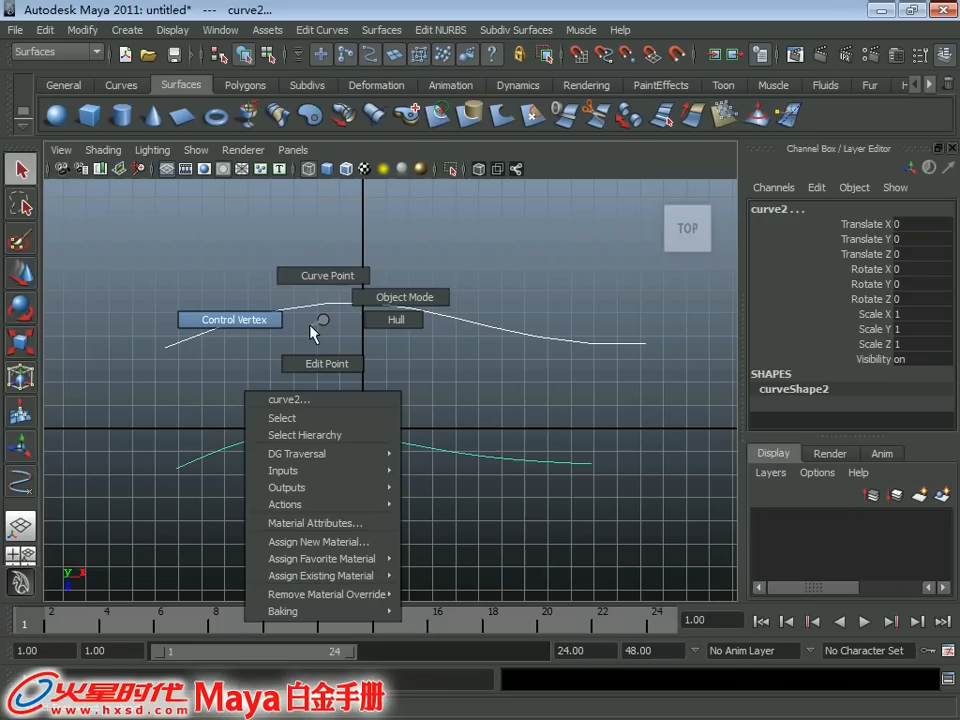 Autodesk Maya 2011: untitled* --- curve2...
File Edit Modify Create Display Window Assets Edit Curves Surfaces Edit NURBS Subdiv Surfaces Muscle Help
Surfaces
General Curves Surfaces Polygons Subdivs Deformation Animation Dynamics Rendering PaintEffects Toon Muscle Fluids Fur H
View Shading Lighting Show Renderer Panels
Channel Box / Layer Editor
Channels Edit Object Show
curve2...
Translate X 0
Translate Y 0
Translate Z 0
Rotate X 0
Rotate Y 0
Rotate Z 0
Scale X 1
Scale Y 1
Scale Z 1
Visibility on
SHAPES
curveShape2
TOP
Curve Point
Object Mode
Control Vertex
Hull
Edit Point
curve2...
Select
Select Hierarchy
DG Traversal
Inputs
Outputs
Actions
Material Attributes...
Assign New Material...
Assign Favorite Material
Assign Existing Material
Remove Material Override
Baking
Display Render Anim
Layers Options Help
y x
z
2 4 6 8 16 18 20 22 24
1
1.00
1.00 1.00 1 24 24.00 48.00 No Anim Layer No Character Set
火星时代 Maya 白金手册
www.hxsd.com